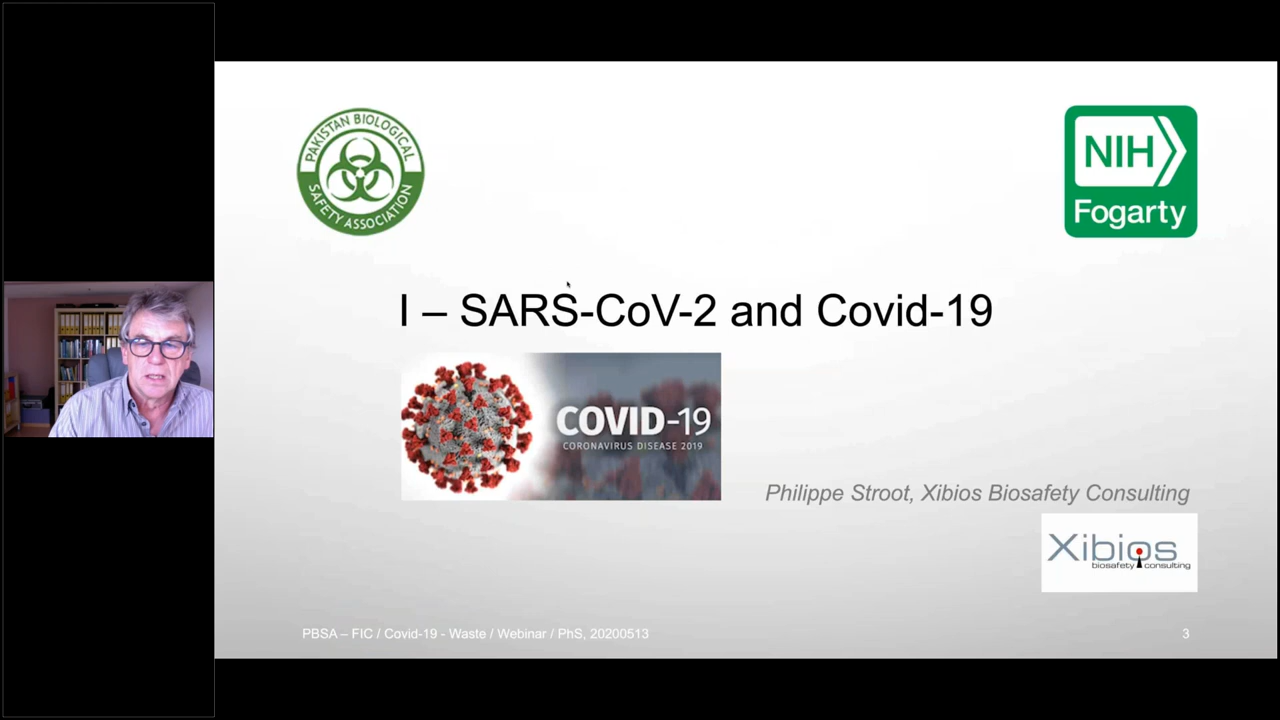 PAKISTAN BIOLOGICAL
SAFETY ASSOCIATION
NIH
Fogarty
I – SARS-CoV-2 and Covid-19
COVID-19
CORONAVIRUS DISEASE 2019
Philippe Stroot, Xibios Biosafety Consulting
Xibios
biosafety consulting
PBSA – FIC / Covid-19 - Waste / Webinar / PhS, 20200513
3